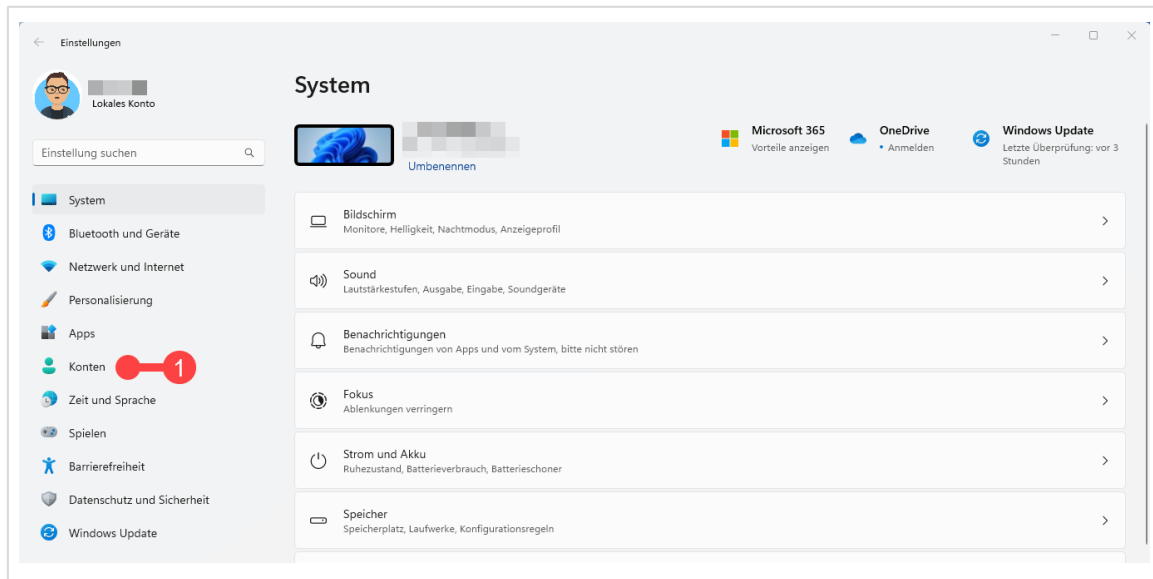 Einstellungen
Lokales Konto
Einstellung suchen
System
Bluetooth und Geräte
Netzwerk und Internet
Personalisierung
Apps
Konten
1
Zeit und Sprache
Spielen
Barrierefreiheit
Datenschutz und Sicherheit
Windows Update
System
Umbenennen
Microsoft 365
Vorteile anzeigen
OneDrive
• Anmelden
Windows Update
Letzte Überprüfung: vor 3
Stunden
Bildschirm
Monitore, Helligkeit, Nachtmodus, Anzeigeprofil
Sound
Lautstärkestufen, Ausgabe, Eingabe, Soundgeräte
Benachrichtigungen
Benachrichtigungen von Apps und vom System, bitte nicht stören
Fokus
Ablenkungen verringern
Strom und Akku
Ruhezustand, Batterieverbrauch, Batterieschoner
Speicher
Speicherplatz, Laufwerke, Konfigurationsregeln